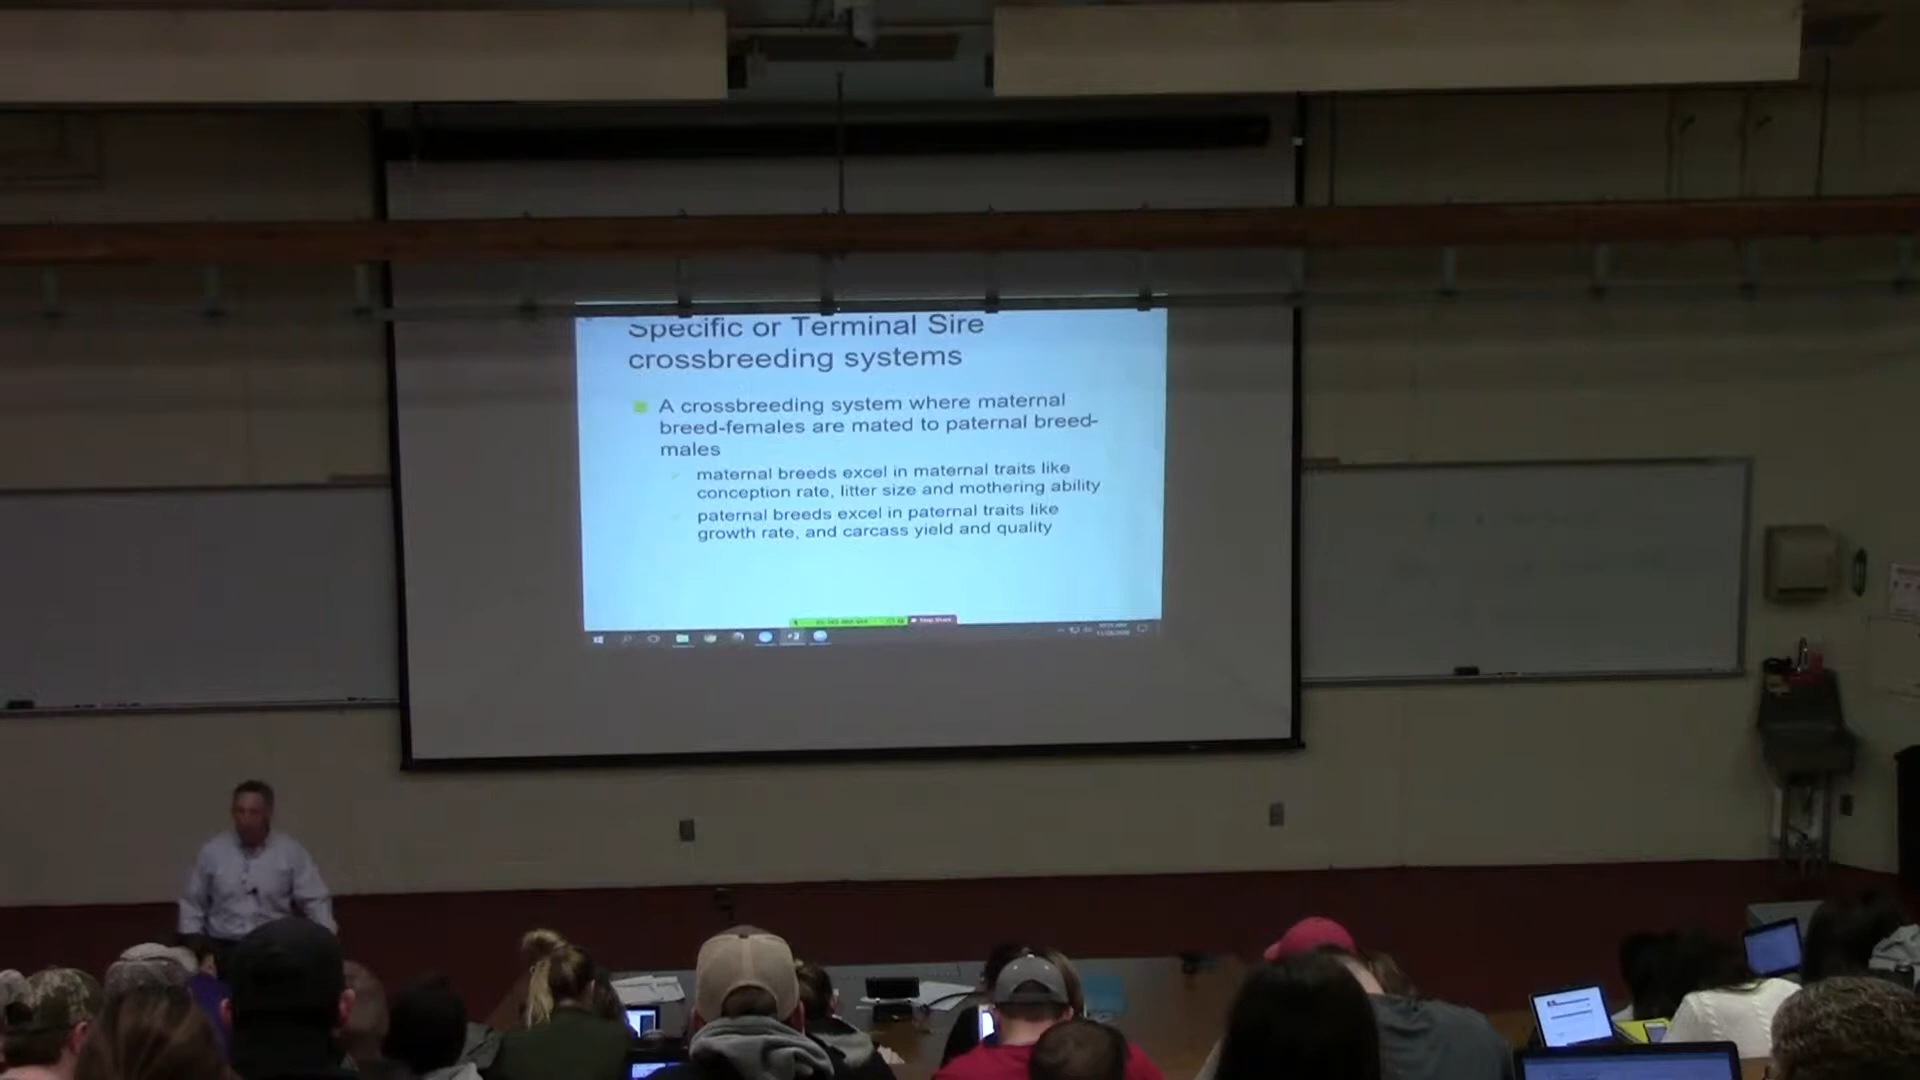 Specific or Terminal Sire
crossbreeding systems
A crossbreeding system where maternal
breed-females are mated to paternal breed-
males
maternal breeds excel in maternal traits like
conception rate, litter size and mothering ability
paternal breeds excel in paternal traits like
growth rate, and carcass yield and quality
Stop Share